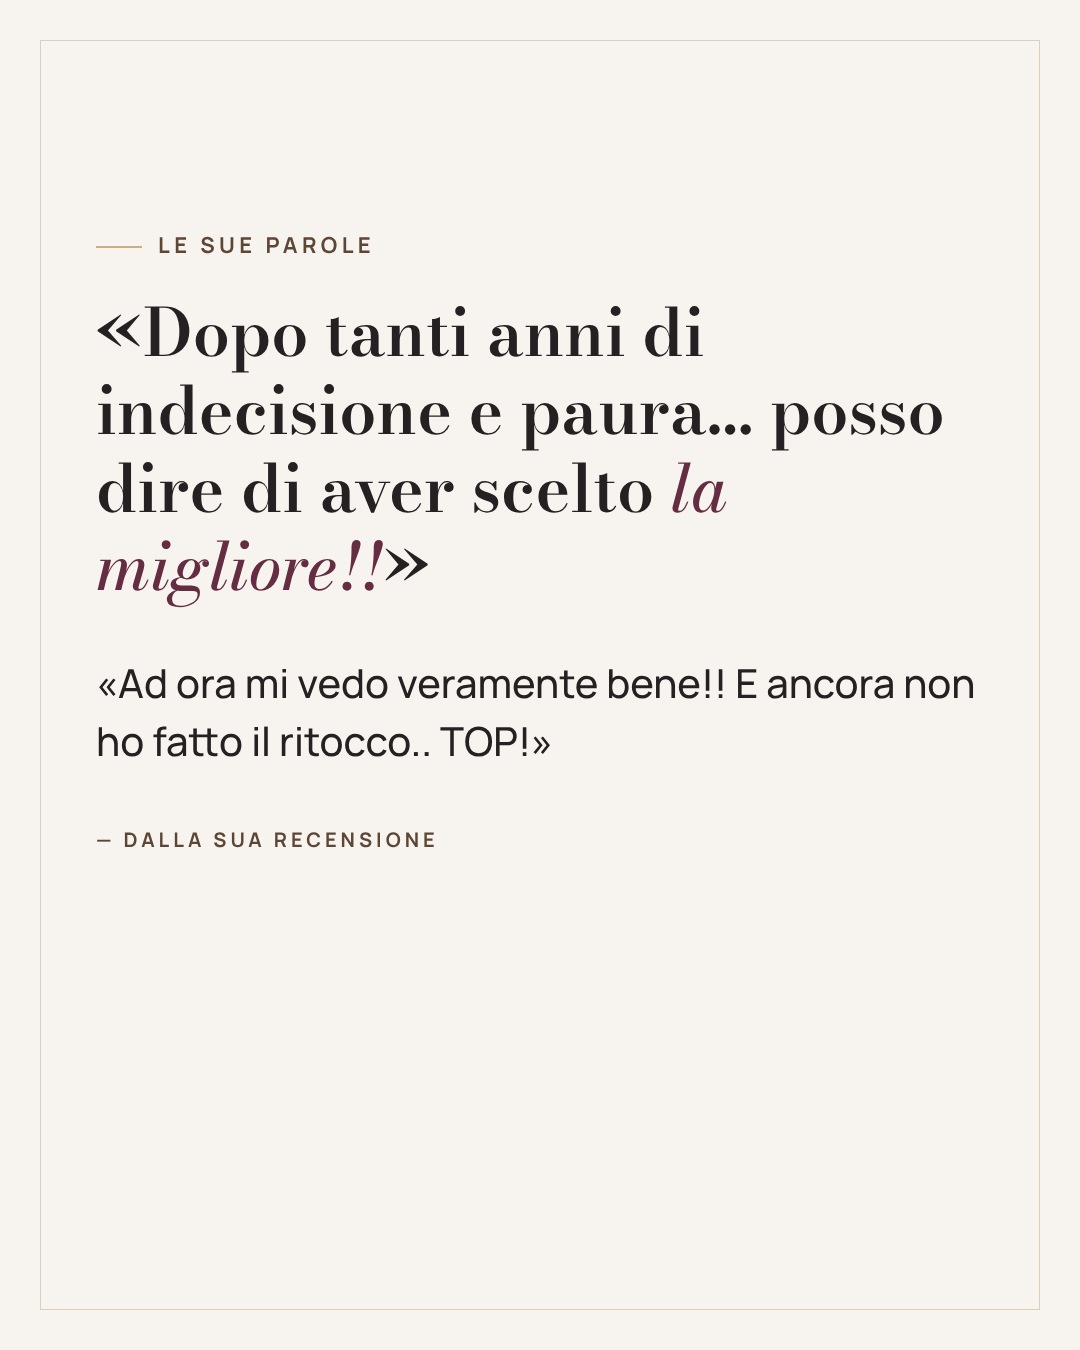 LE SUE PAROLE
«Dopo tanti anni di
indecisione e paura... posso
dire di aver scelto la
migliore!!»
«Ad ora mi vedo veramente bene!! E ancora non
ho fatto il ritocco.. TOP!»
– DALLA SUA RECENSIONE